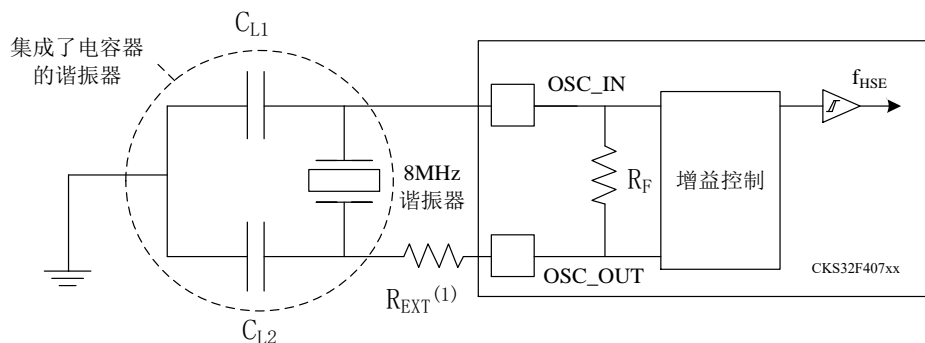 C_L1
集成了电容器
的谐振器
OSC_IN
f_HSE
8MHz
谐振器
R_F
增益控制
OSC_OUT
CKS32F407xx
R_EXT^(1)
C_L2